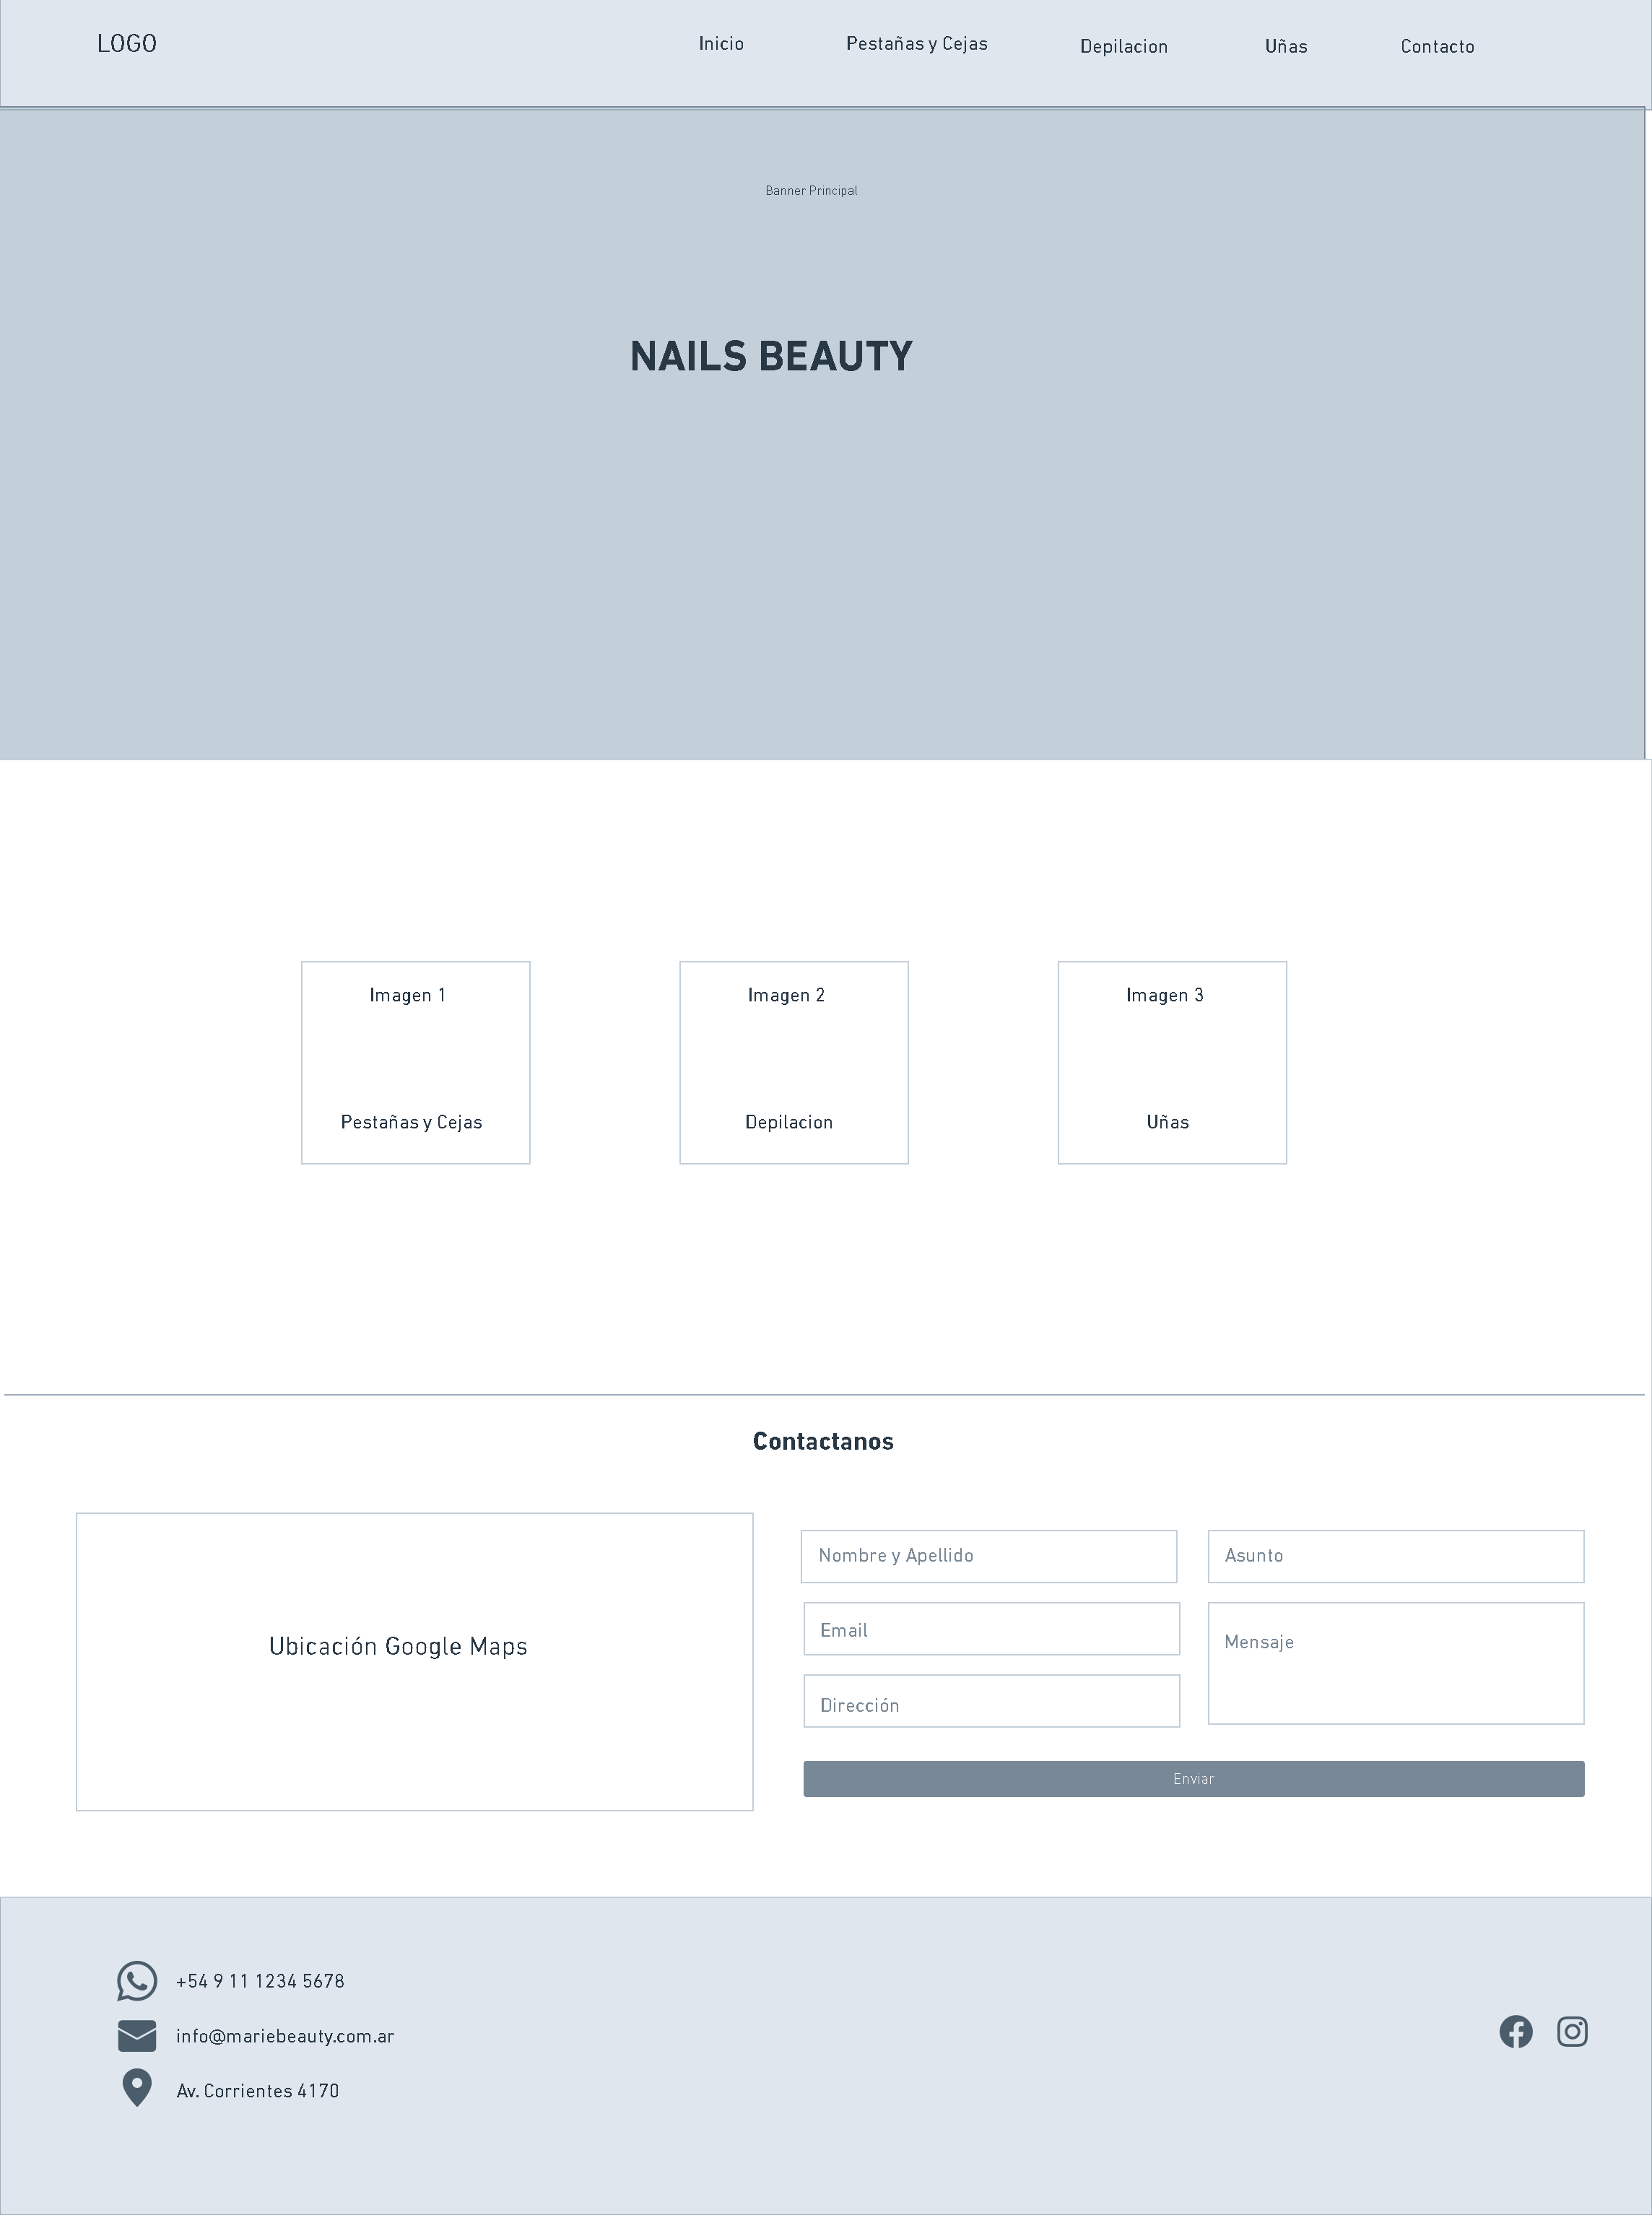 LOGO
Inicio
Pestañas y Cejas
Depilacion
Uñas
Contacto
Banner Principal
NAILS BEAUTY
Imagen 1
Pestañas y Cejas
Imagen 2
Depilacion
Imagen 3
Uñas
Contactanos
Ubicación Google Maps
Nombre y Apellido
Email
Dirección
Asunto
Mensaje
Enviar
+54 9 11 1234 5678
info@mariebeauty.com.ar
Av. Corrientes 4170